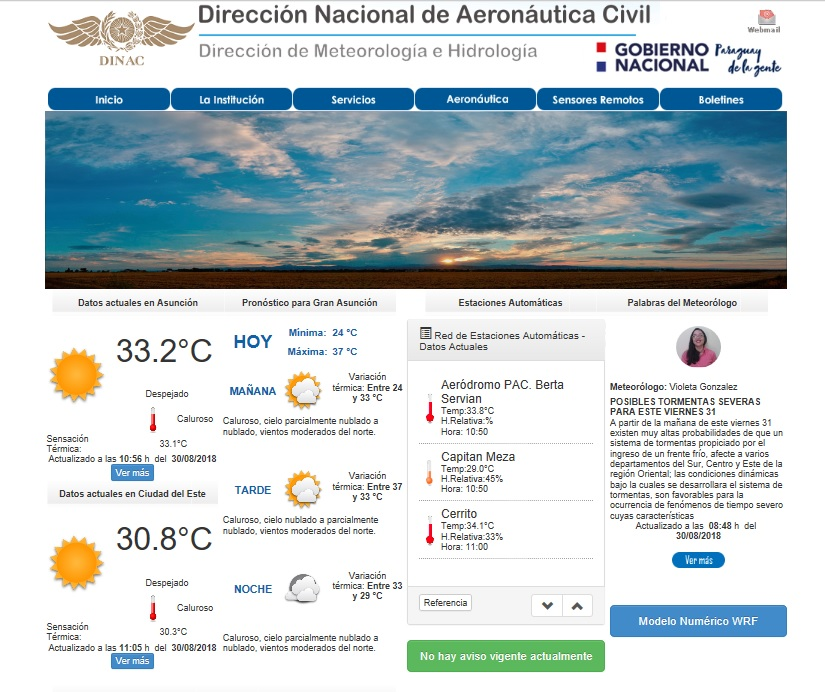 Dirección Nacional de Aeronáutica Civil
Dirección de Meteorología e Hidrología
DINAC
Webmail
GOBIERNO NACIONAL
Paraguay de la gente
Inicio
La Institución
Servicios
Aeronáutica
Sensores Remotos
Boletines
Datos actuales en Asunción
33.2°C
Despejado
Caluroso
Sensación
Térmica:
33.1°C
Actualizado a las 10:56 h del 30/08/2018
Ver más
Datos actuales en Ciudad del Este
30.8°C
Despejado
Caluroso
Sensación
Térmica:
30.3°C
Actualizado a las 11:05 h del 30/08/2018
Ver más
Pronóstico para Gran Asunción
HOY
Mínima: 24 °C
Máxima: 37 °C
MAÑANA
Variación
térmica: Entre 24
y 33 °C
Caluroso, cielo parcialmente nublado a
nublado, vientos moderados del norte.
TARDE
Variación
térmica: Entre 37
y 33 °C
Caluroso, cielo nublado a parcialmente
nublado, vientos moderados del norte.
NOCHE
Variación
térmica: Entre 33
y 29 °C
Caluroso, cielo parcialmente nublado a
nublado, vientos moderados del norte.
Estaciones Automàticas
Red de Estaciones Automáticas -
Datos Actuales
Aeródromo PAC. Berta
Servian
Temp:33.8°C
H.Relativa:%
Hora: 10:50
Capitan Meza
Temp:29.0°C
H.Relativa:45%
Hora: 10:50
Cerrito
Temp:34.1°C
H.Relativa:33%
Hora: 11:00
Referencia
No hay aviso vigente actualmente
Palabras del Meteorólogo
Meteorólogo: Violeta Gonzalez
POSIBLES TORMENTAS SEVERAS
PARA ESTE VIERNES 31
A partir de la mañana de este viernes 31
existen muy altas probabilidades de que un
sistema de tormentas propiciado por el
ingreso de un frente frío, afecte a varios
departamentos del Sur, Centro y Este de la
región Oriental; las condiciones dinámicas
bajo la cuales se desarrollara el sistema de
tormentas, son favorables para la
ocurrencia de fenómenos de tiempo severo
cuyas características
Actualizado a las 08:48 h del
30/08/2018
Ver más
Modelo Numérico WRF